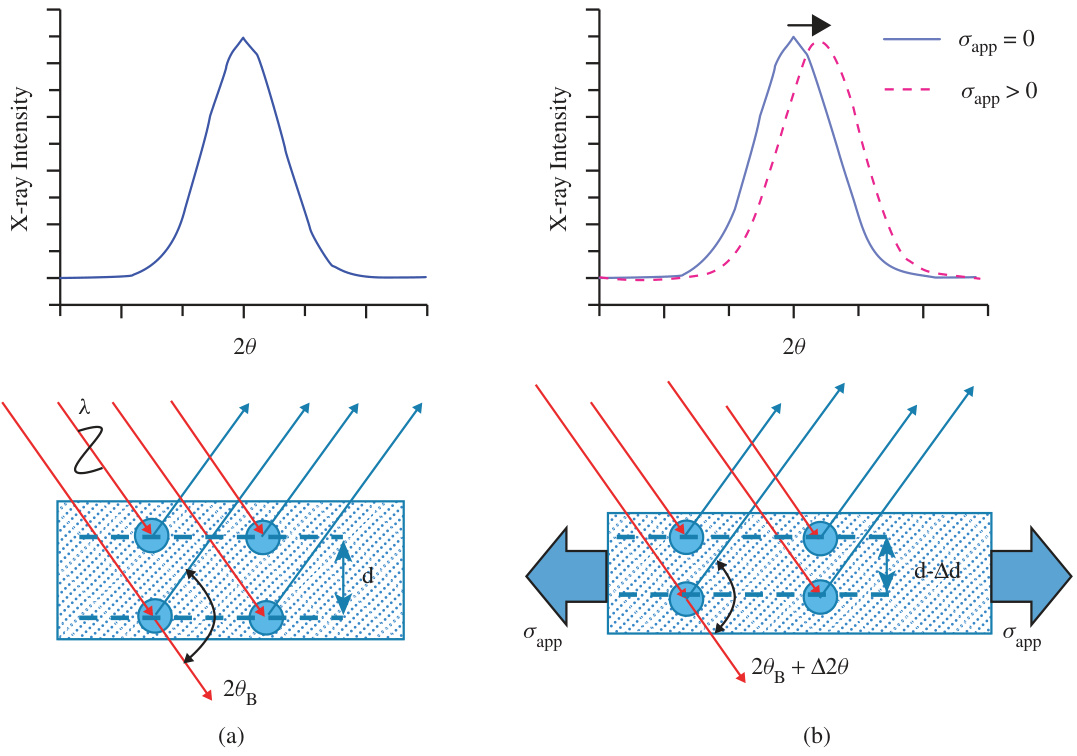 X-ray Intensity
2θ
X-ray Intensity
σapp = 0
σapp > 0
2θ
λ
d
2θB
(a)
d-Δd
σapp
σapp
2θB + Δ2θ
(b)